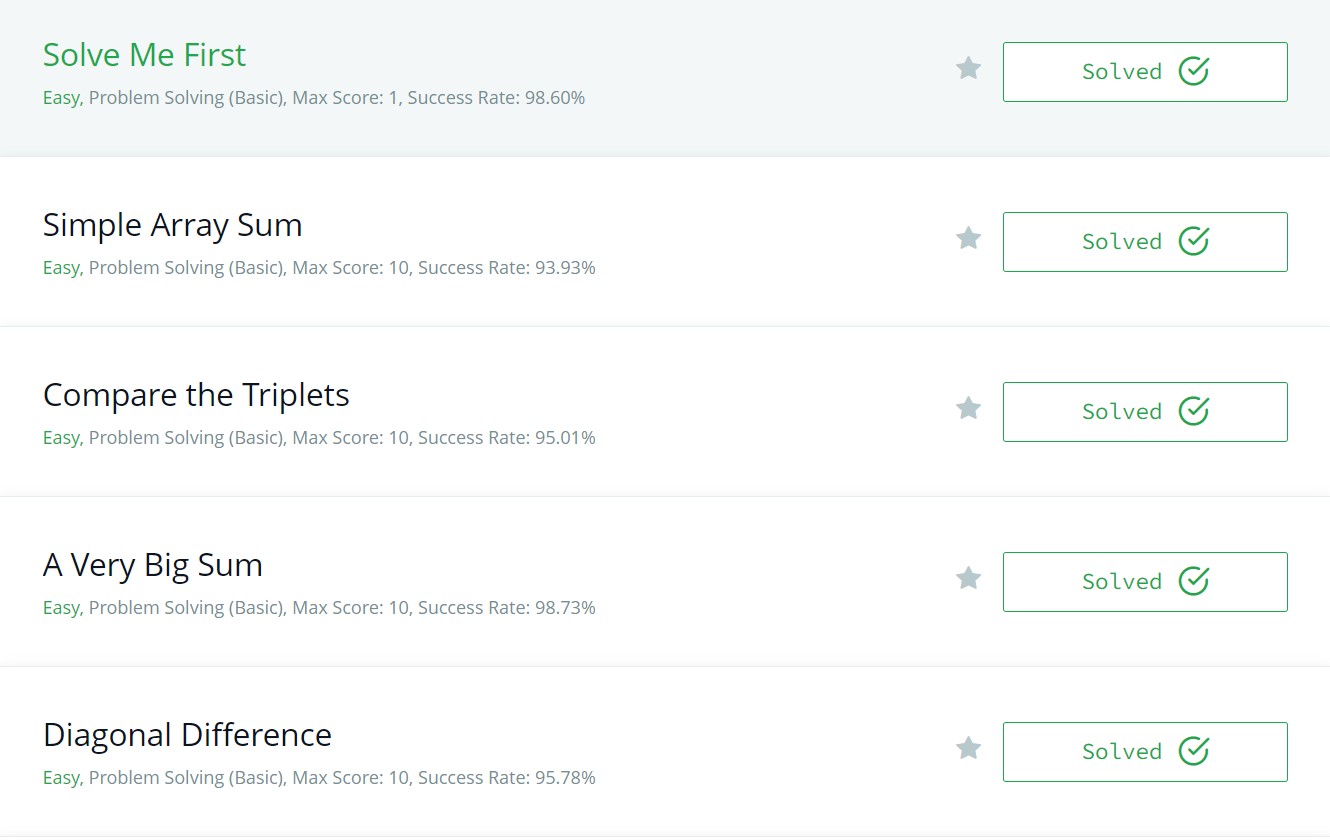 Solve Me First
Easy, Problem Solving (Basic), Max Score: 1, Success Rate: 98.60%
Solved
Simple Array Sum
Easy, Problem Solving (Basic), Max Score: 10, Success Rate: 93.93%
Solved
Compare the Triplets
Easy, Problem Solving (Basic), Max Score: 10, Success Rate: 95.01%
Solved
A Very Big Sum
Easy, Problem Solving (Basic), Max Score: 10, Success Rate: 98.73%
Solved
Diagonal Difference
Easy, Problem Solving (Basic), Max Score: 10, Success Rate: 95.78%
Solved